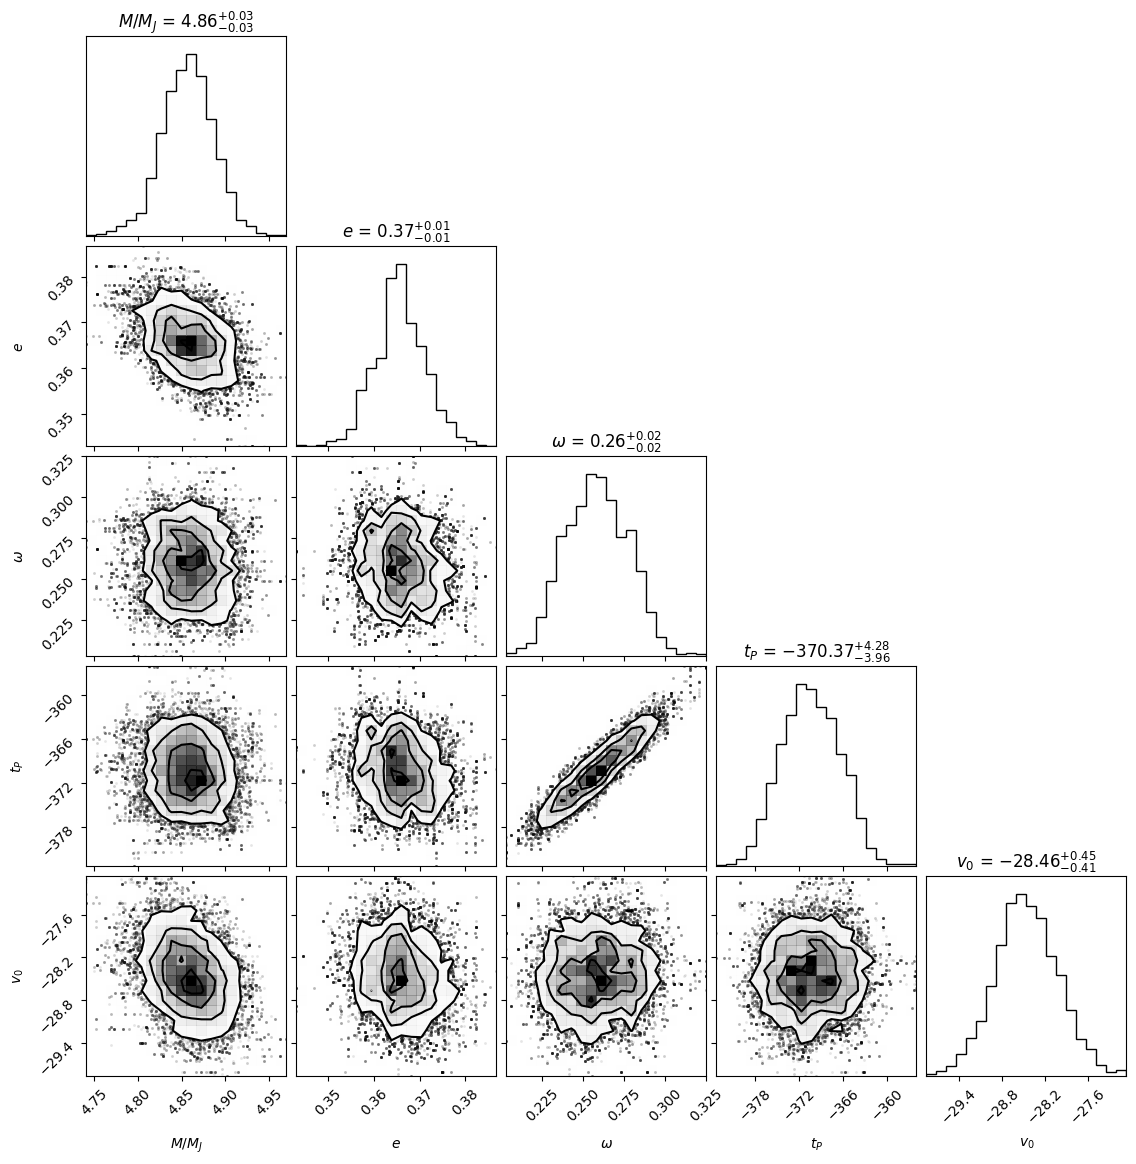 M/M_J = 4.86^{+0.03}_{-0.03}
e = 0.37^{+0.01}_{-0.01}
0.38
0.37
0.36
0.35
e
ω = 0.26^{+0.02}_{-0.02}
0.325
0.300
0.275
0.250
0.225
ω
t_P = −370.37^{+4.28}_{−3.96}
−360
−366
−372
−378
t_P
v_0 = −28.46^{+0.45}_{−0.41}
−27.6
−28.2
−28.8
−29.4
v_0
4.75 4.80 4.85 4.90 4.95
0.35 0.36 0.37 0.38
0.225 0.250 0.275 0.300 0.325
−378 −372 −366 −360
−29.4 −28.8 −28.2 −27.6
M/M_J e ω t_P v_0